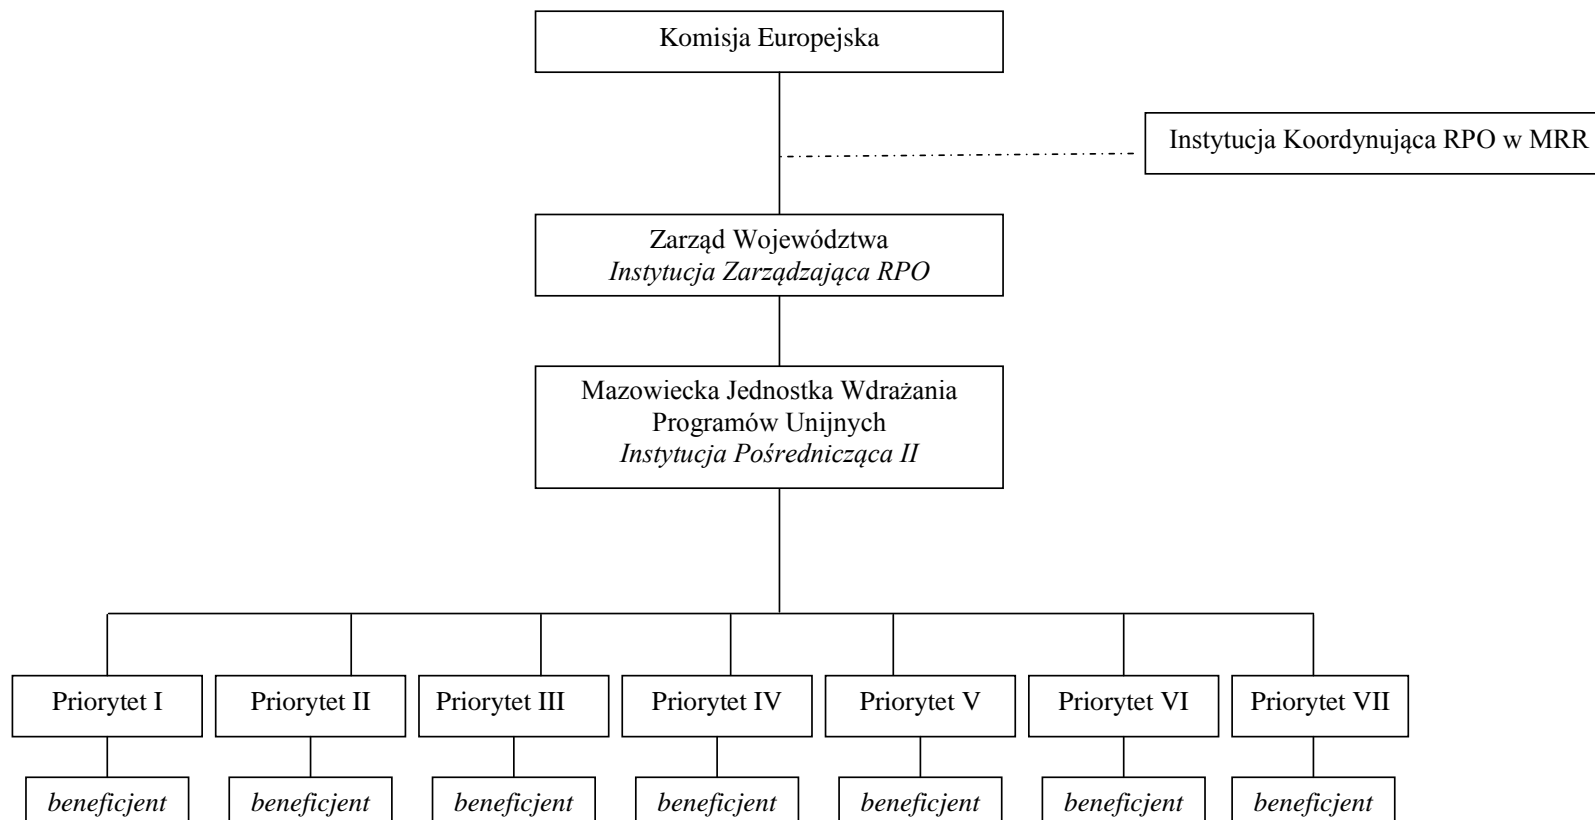 Komisja Europejska
Instytucja Koordynująca RPO w MRR
Zarząd Województwa
Instytucja Zarządzająca RPO
Mazowiecka Jednostka Wdrażania
Programów Unijnych
Instytucja Pośrednicząca II
Priorytet I
Priorytet II
Priorytet III
Priorytet IV
Priorytet V
Priorytet VI
Priorytet VII
beneficjent
beneficjent
beneficjent
beneficjent
beneficjent
beneficjent
beneficjent